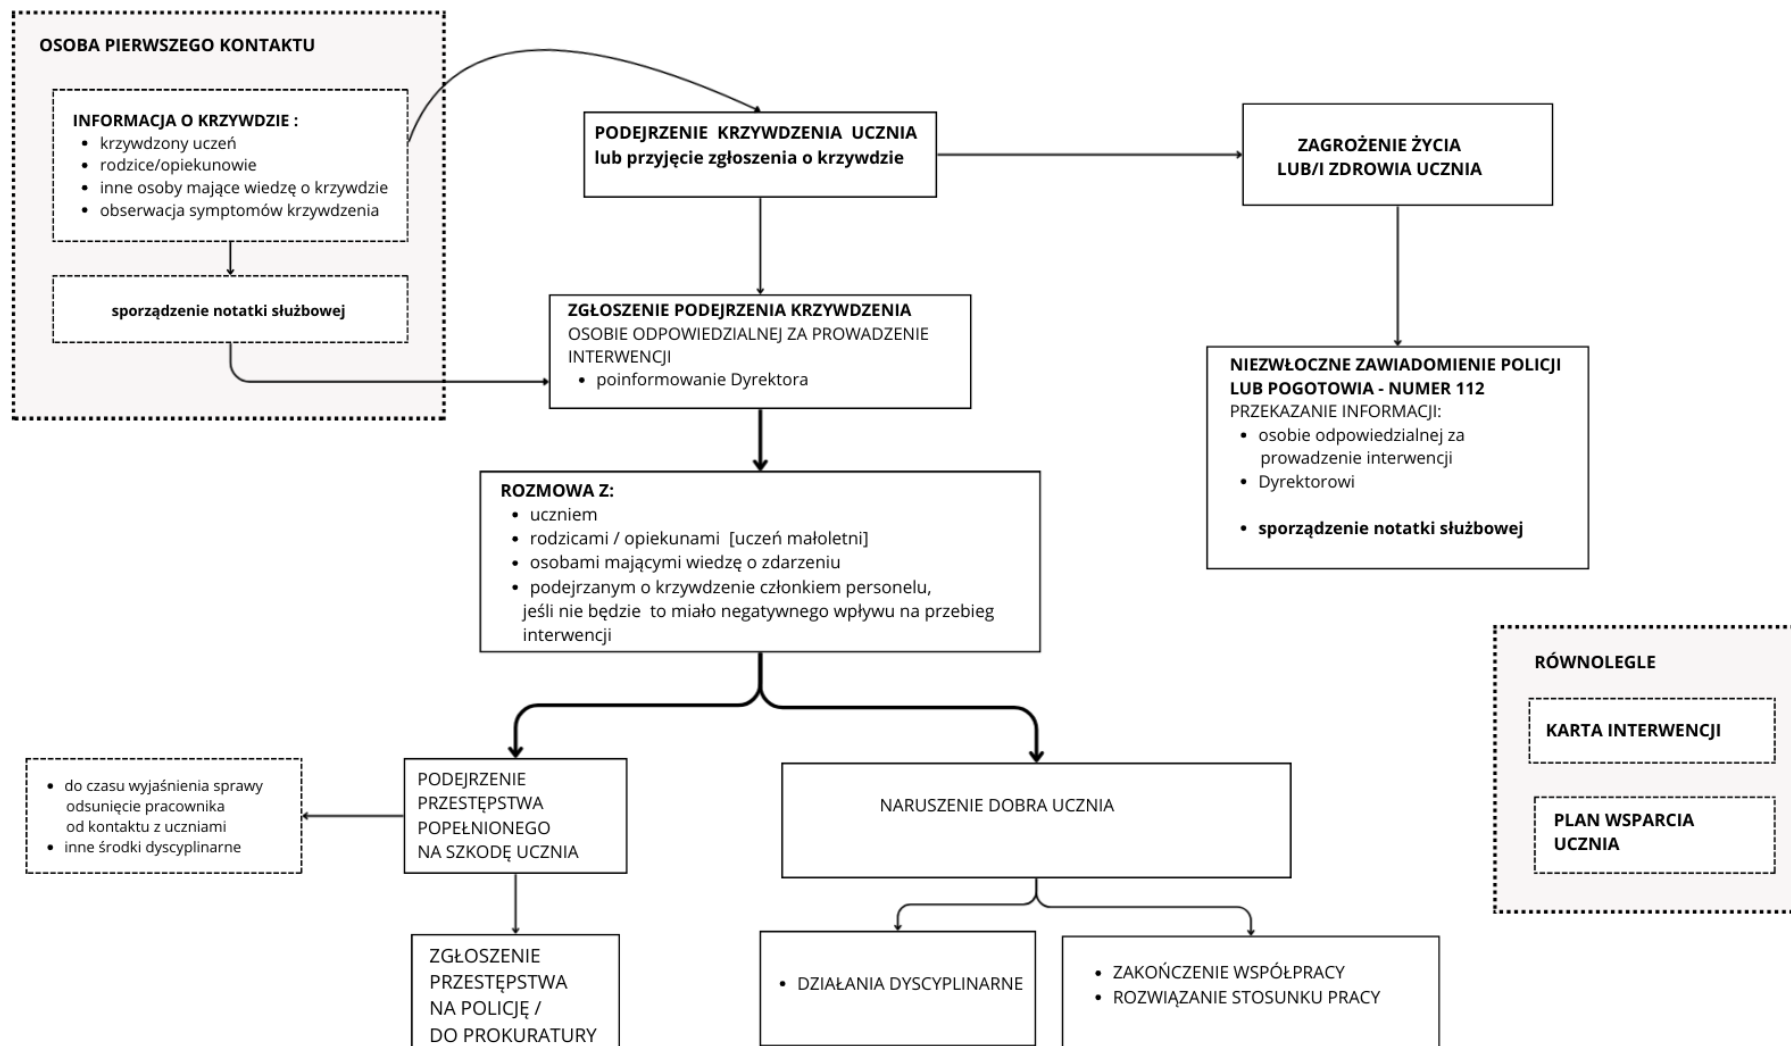 OSOBA PIERWSZEGO KONTAKTU
INFORMACJA O KRZYWDZIE :
• krzywdzony uczeń
• rodzice/opiekunowie
• inne osoby mające wiedzę o krzywdzie
• obserwacja symptomów krzywdzenia
sporządzenie notatki służbowej
PODEJRZENIE KRZYWDZENIA UCZNIA
lub przyjęcie zgłoszenia o krzywdzie
ZAGROŻENIE ŻYCIA
LUB/I ZDROWIA UCZNIA
ZGŁOSZENIE PODEJRZENIA KRZYWDZENIA
OSOBIE ODPOWIEDZIALNEJ ZA PROWADZENIE
INTERWENCJI
• poinformowanie Dyrektora
NIEZWŁOCZNE ZAWIADOMIENIE POLICJI
LUB POGOTOWIA - NUMER 112
PRZEKAZANIE INFORMACJI:
• osobie odpowiedzialnej za
prowadzenie interwencji
• Dyrektorowi
• sporządzenie notatki służbowej
ROZMOWA Z:
• uczniem
• rodzicami / opiekunami [uczeń małoletni]
• osobami mającymi wiedzę o zdarzeniu
• podejrzanym o krzywdzenie członkiem personelu,
jeśli nie będzie to miało negatywnego wpływu na przebieg
interwencji
RÓWNOLEGLE
KARTA INTERWENCJI
PLAN WSPARCIA
UCZNIA
• do czasu wyjaśnienia sprawy
odsunięcie pracownika
od kontaktu z uczniami
• inne środki dyscyplinarne
PODEJRZENIE
PRZESTĘPSTWA
POPEŁNIONEGO
NA SZKODĘ UCZNIA
NARUSZENIE DOBRA UCZNIA
ZGŁOSZENIE
PRZESTĘPSTWA
NA POLICJĘ /
DO PROKURATURY
• DZIAŁANIA DYSCYPLINARNE
• ZAKOŃCZENIE WSPÓŁPRACY
• ROZWIĄZANIE STOSUNKU PRACY